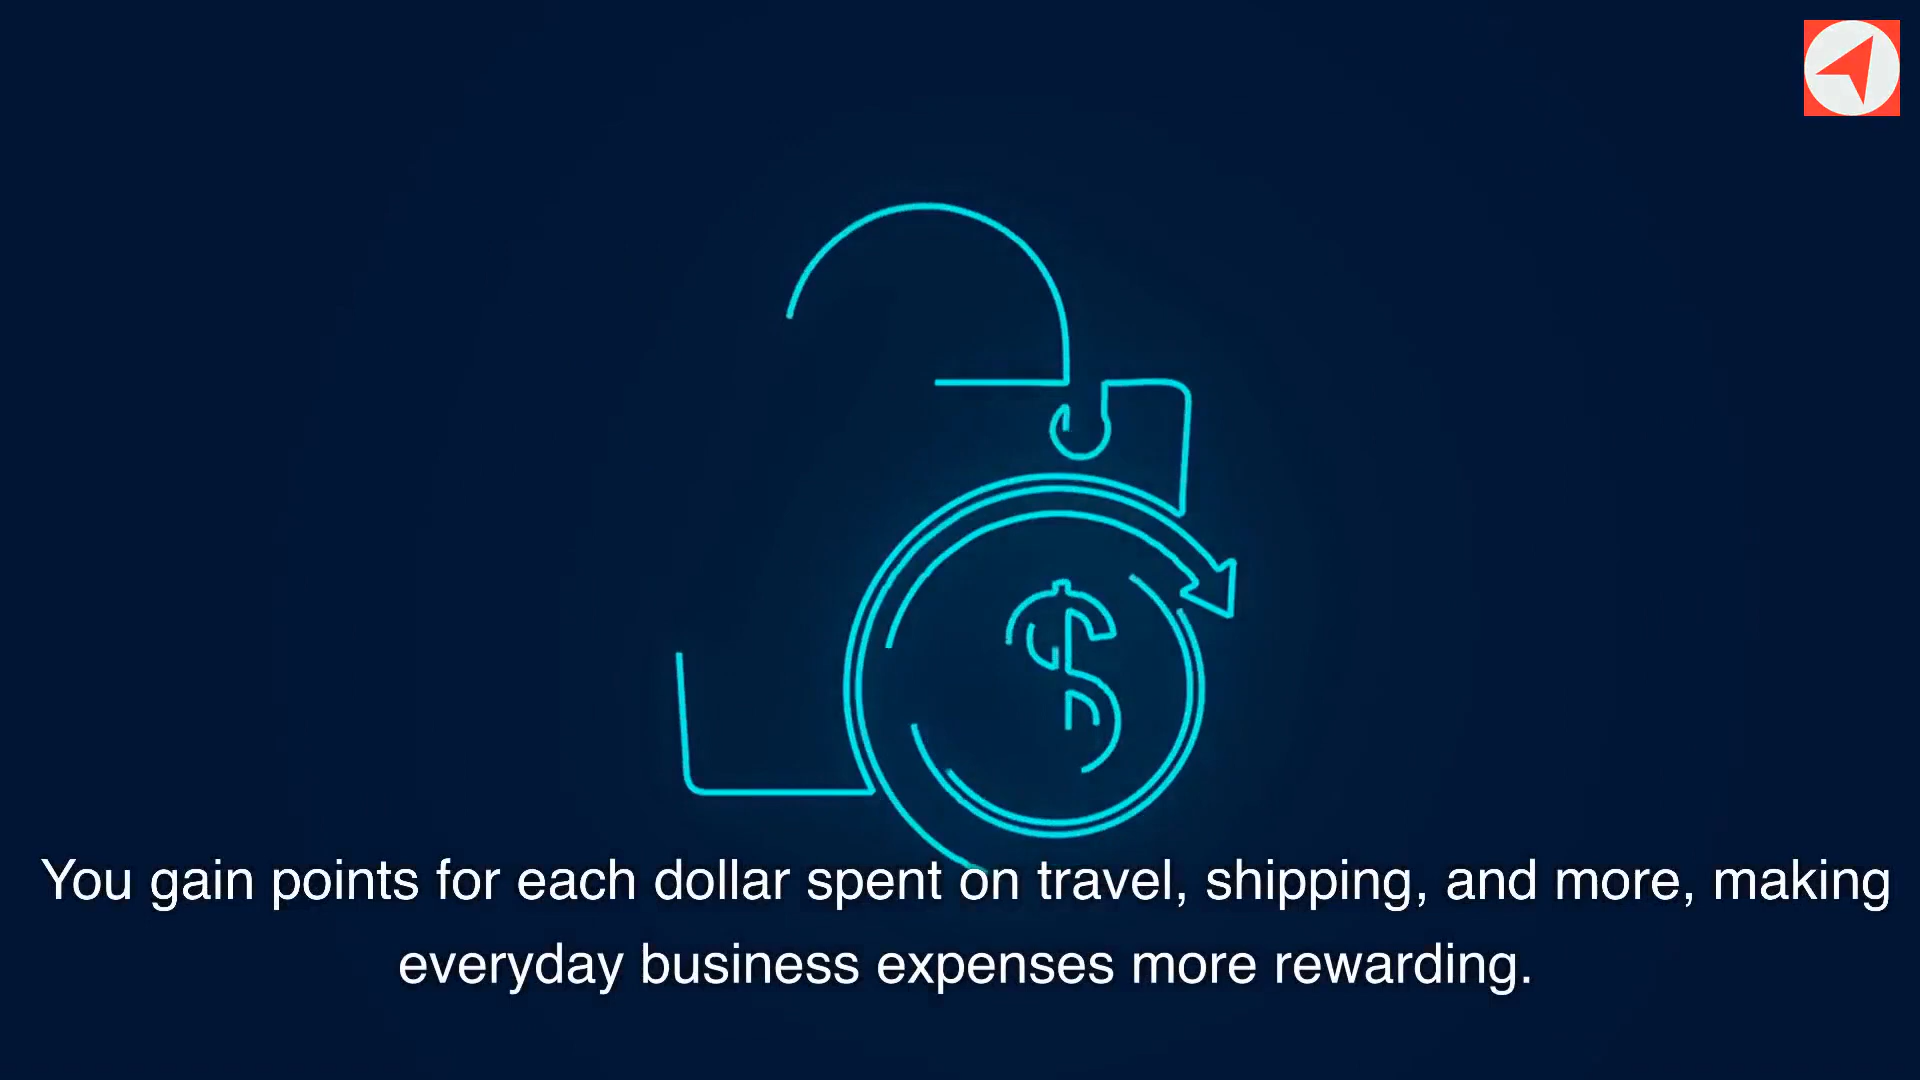 You gain points for each dollar spent on travel, shipping, and more, making
everyday business expenses more rewarding.